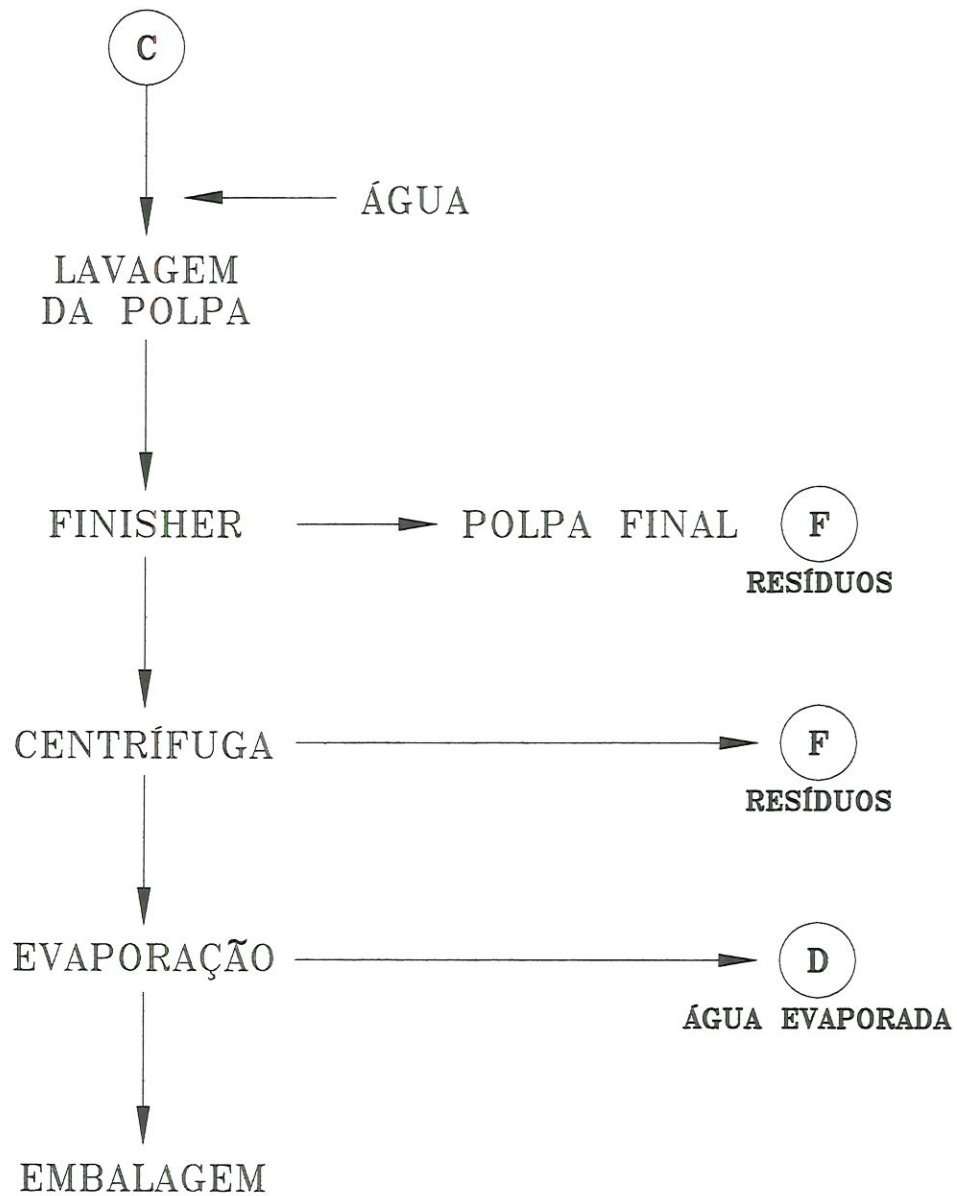 C
ÁGUA
LAVAGEM
DA POLPA
FINISHER
POLPA FINAL
F
RESÍDUOS
CENTRÍFUGA
F
RESÍDUOS
EVAPORAÇÃO
D
ÁGUA EVAPORADA
EMBALAGEM